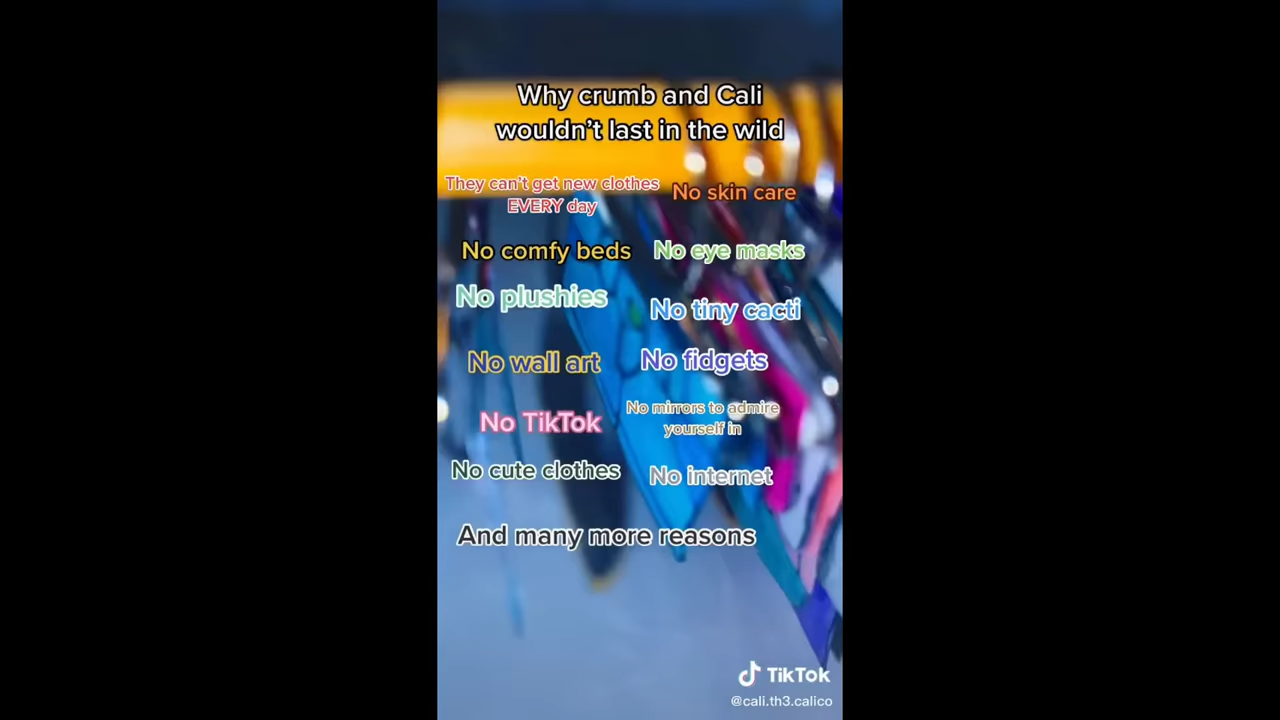 Why crumb and Cali
wouldn't last in the wild
They can't get new clothes
EVERY day
No skin care
No comfy beds
No eye masks
No plushies
No tiny cacti
No wall art
No fidgets
No TikTok
No mirrors to admire
yourself in
No cute clothes
No internet
And many more reasons
TikTok
@cali.th3.calico